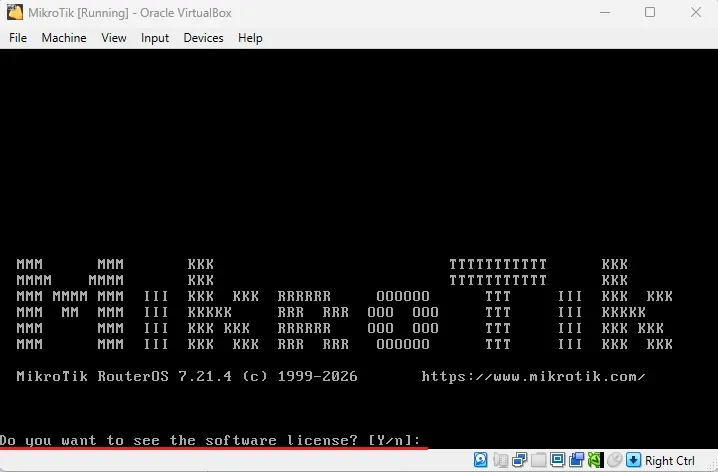 MikroTik [Running] - Oracle VirtualBox
File Machine View Input Devices Help
MMM MMM KKK TTTTTTTTTTT KKK
MMMM MMMM KKK TTTTTTTTTTT KKK
MMM MMMM MMM III KKK KKK RRRRRR OOOOOO TTT III KKK KKK
MMM MM MMM III KKKKK RRR RRR OOO OOO TTT III KKKKK
MMM MMM III KKK KKK RRRRRR OOO OOO TTT III KKK KKK
MMM MMM III KKK KKK RRR RRR OOOOOO TTT III KKK KKK
MikroTik RouterOS 7.21.4 (c) 1999-2026 https://www.mikrotik.com/
Do you want to see the software license? [Y/n]:
Right Ctrl